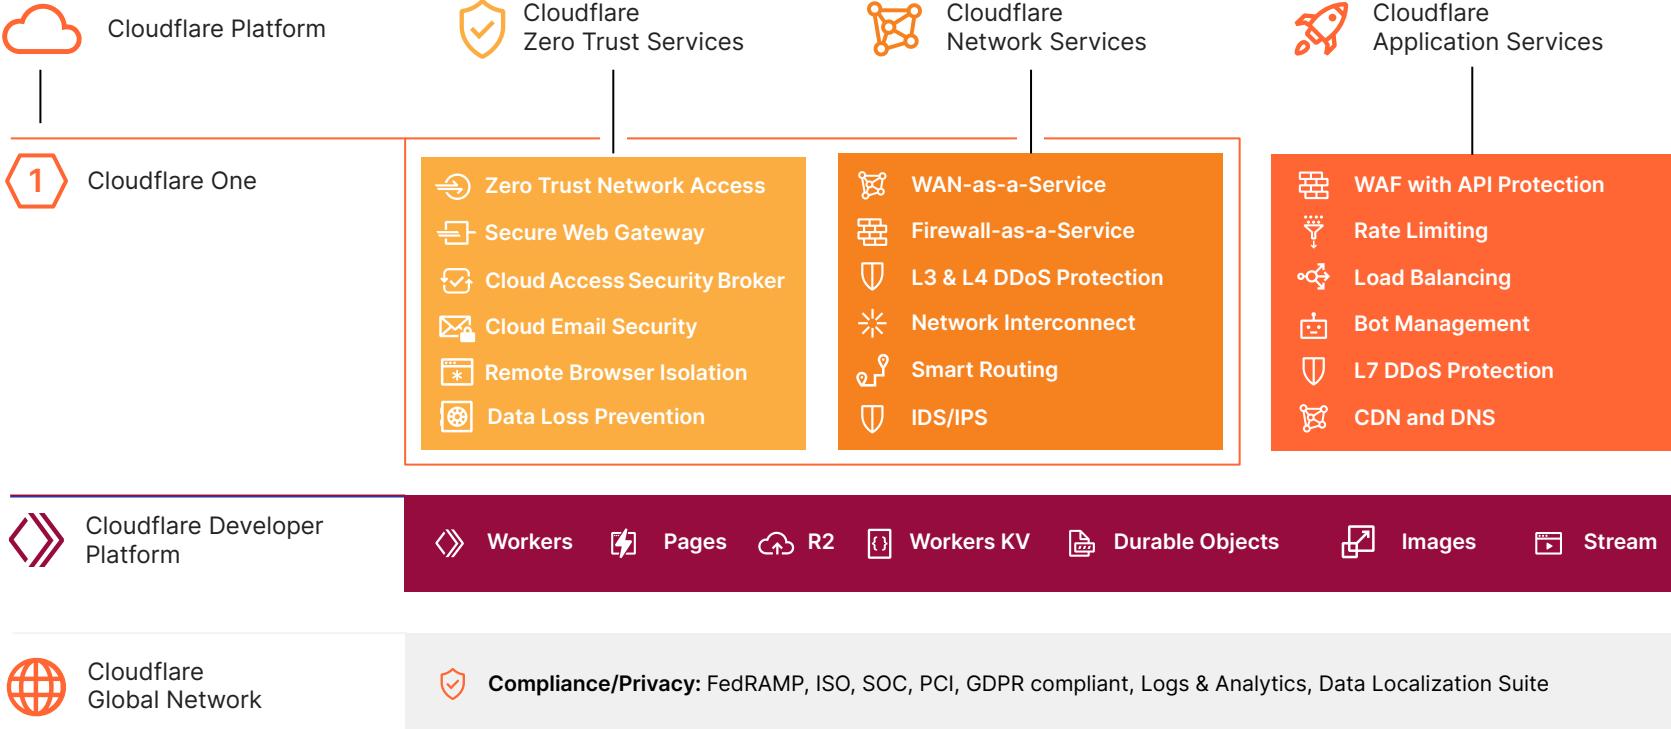 Cloudflare Platform
Cloudflare
Zero Trust Services
Cloudflare
Network Services
Cloudflare
Application Services
1
Cloudflare One
Zero Trust Network Access
Secure Web Gateway
Cloud Access Security Broker
Cloud Email Security
Remote Browser Isolation
Data Loss Prevention
WAN-as-a-Service
Firewall-as-a-Service
L3 & L4 DDoS Protection
Network Interconnect
Smart Routing
IDS/IPS
WAF with API Protection
Rate Limiting
Load Balancing
Bot Management
L7 DDoS Protection
CDN and DNS
Cloudflare Developer
Platform
Workers Pages R2 Workers KV Durable Objects Images Stream
Cloudflare
Global Network
Compliance/Privacy: FedRAMP, ISO, SOC, PCI, GDPR compliant, Logs & Analytics, Data Localization Suite